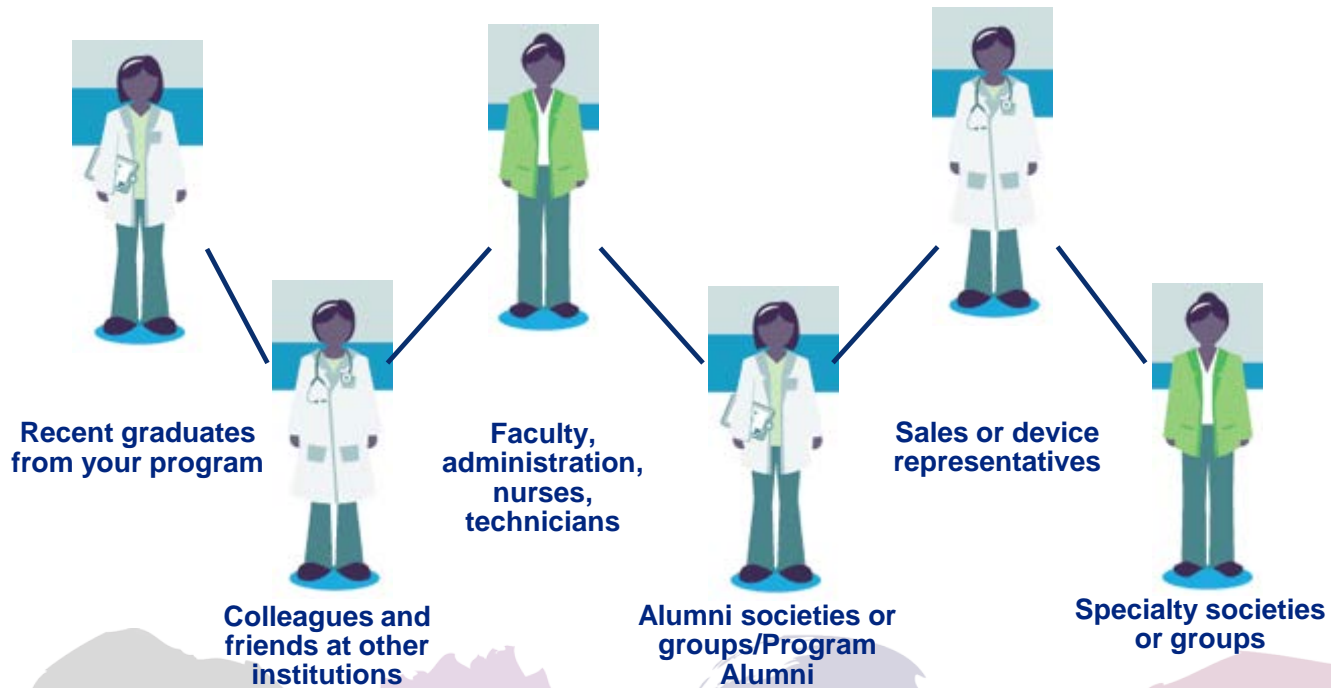 Recent graduates
from your program
Colleagues and
friends at other
institutions
Faculty,
administration,
nurses,
technicians
Alumni societies or
groups/Program
Alumni
Sales or device
representatives
Specialty societies
or groups